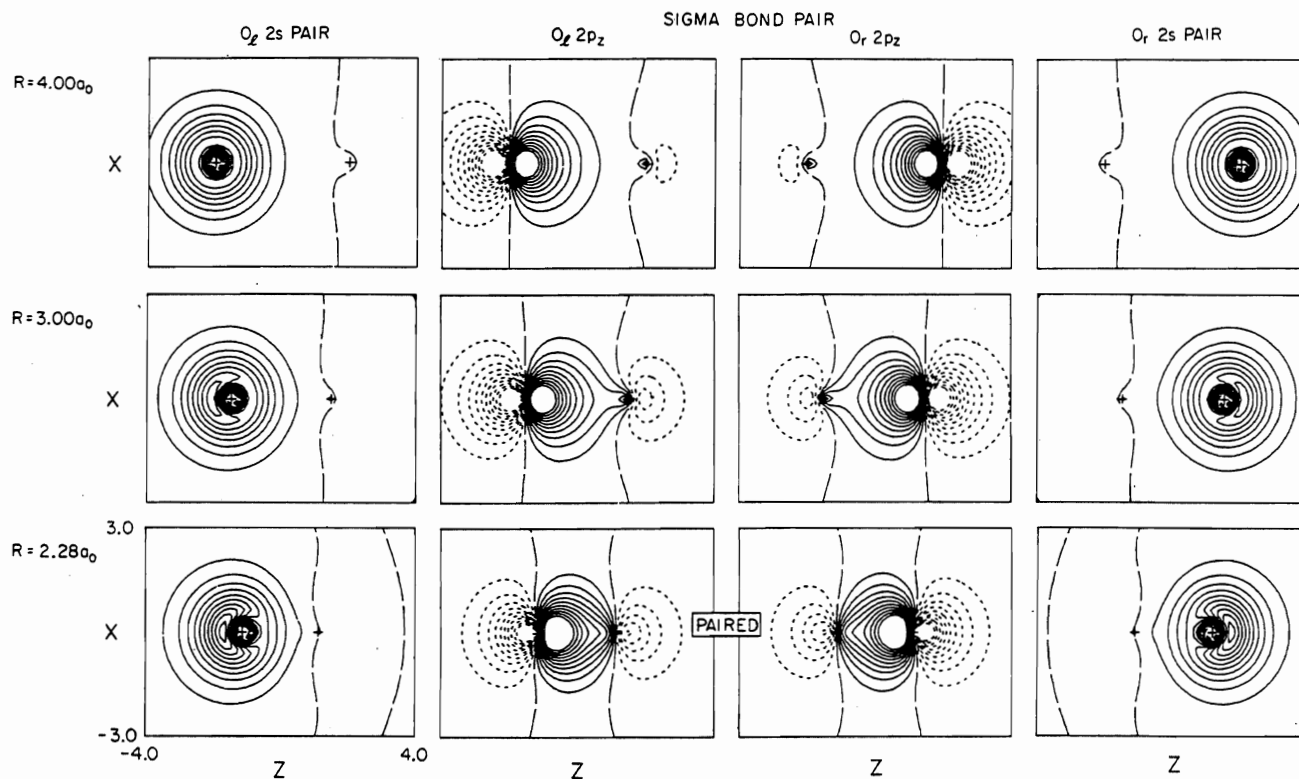 SIGMA BOND PAIR
Oℓ 2s PAIR Oℓ 2pz Or 2pz Or 2s PAIR
R=4.00a₀
X
R=3.00a₀
X
3.0
R=2.28a₀
X PAIRED
-3.0
-4.0 4.0
Z Z Z Z